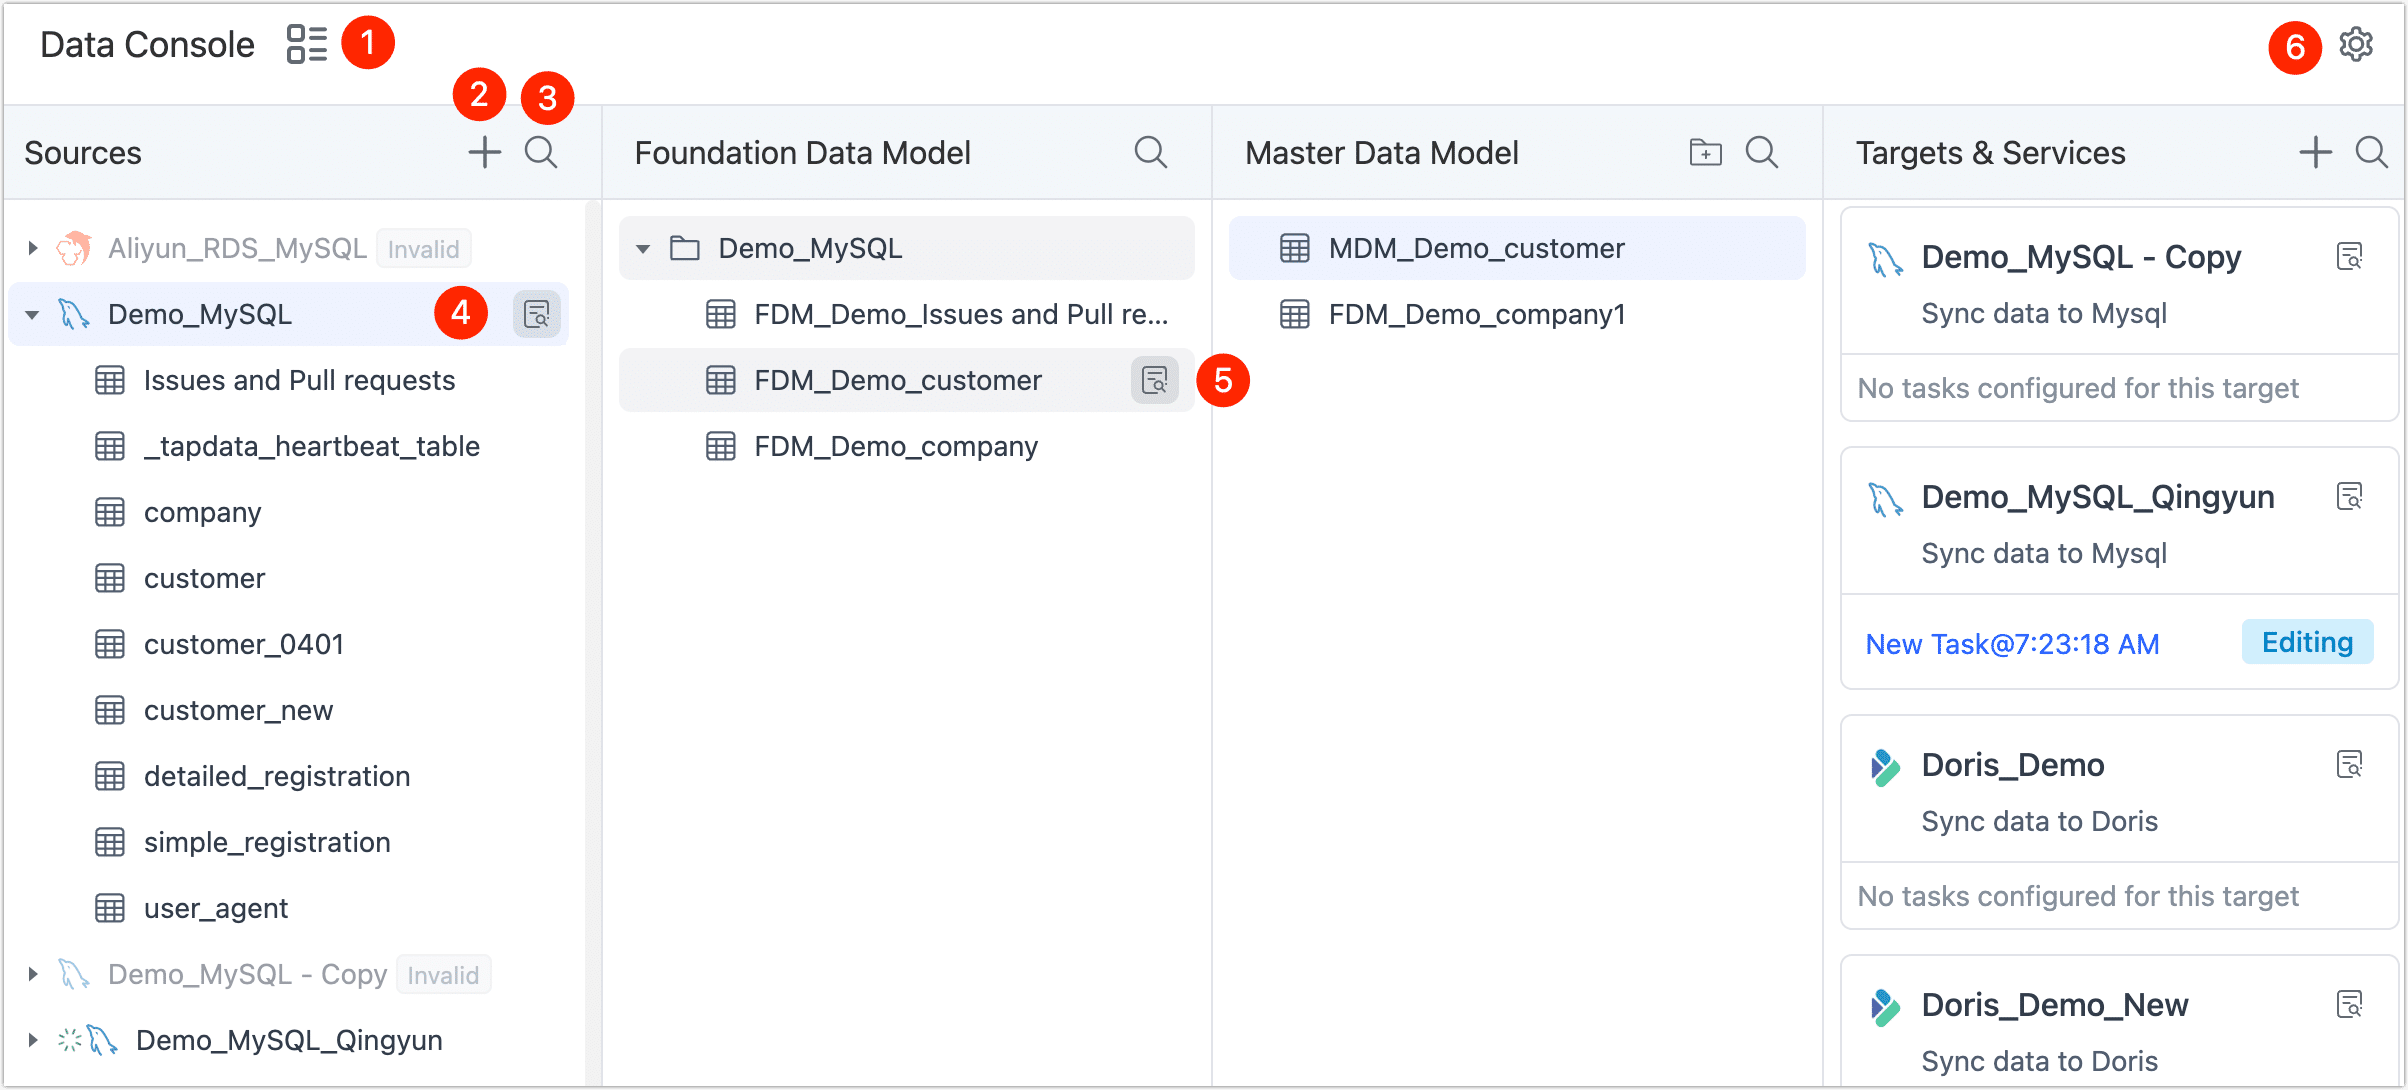 Data Console
1
6
2
3
Sources
Foundation Data Model
Master Data Model
Targets & Services
Aliyun_RDS_MySQL Invalid
Demo_MySQL
4
Issues and Pull requests
_tapdata_heartbeat_table
company
customer
customer_0401
customer_new
detailed_registration
simple_registration
user_agent
Demo_MySQL - Copy Invalid
Demo_MySQL_Qingyun
Demo_MySQL
FDM_Demo_Issues and Pull re...
FDM_Demo_customer
5
FDM_Demo_company
MDM_Demo_customer
FDM_Demo_company1
Demo_MySQL - Copy
Sync data to Mysql
No tasks configured for this target
Demo_MySQL_Qingyun
Sync data to Mysql
New Task@7:23:18 AM Editing
Doris_Demo
Sync data to Doris
No tasks configured for this target
Doris_Demo_New
Sync data to Doris